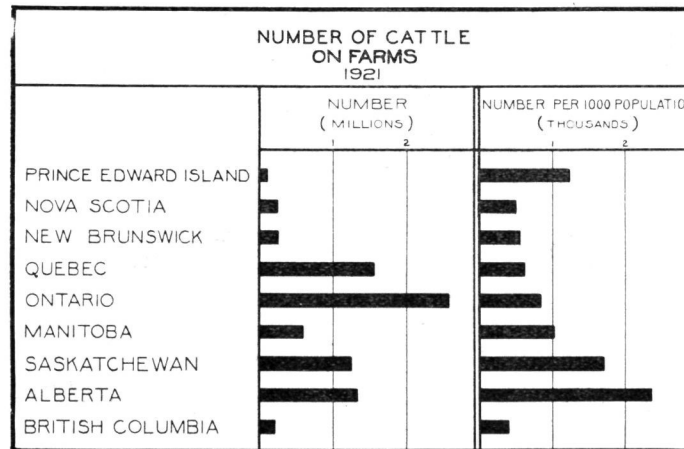 NUMBER OF CATTLE
ON FARMS
1921
NUMBER
(MILLIONS)
NUMBER PER 1000 POPULATIO
(THOUSANDS)
1 2 1 2
PRINCE EDWARD ISLAND
NOVA SCOTIA
NEW BRUNSWICK
QUEBEC
ONTARIO
MANITOBA
SASKATCHEWAN
ALBERTA
BRITISH COLUMBIA